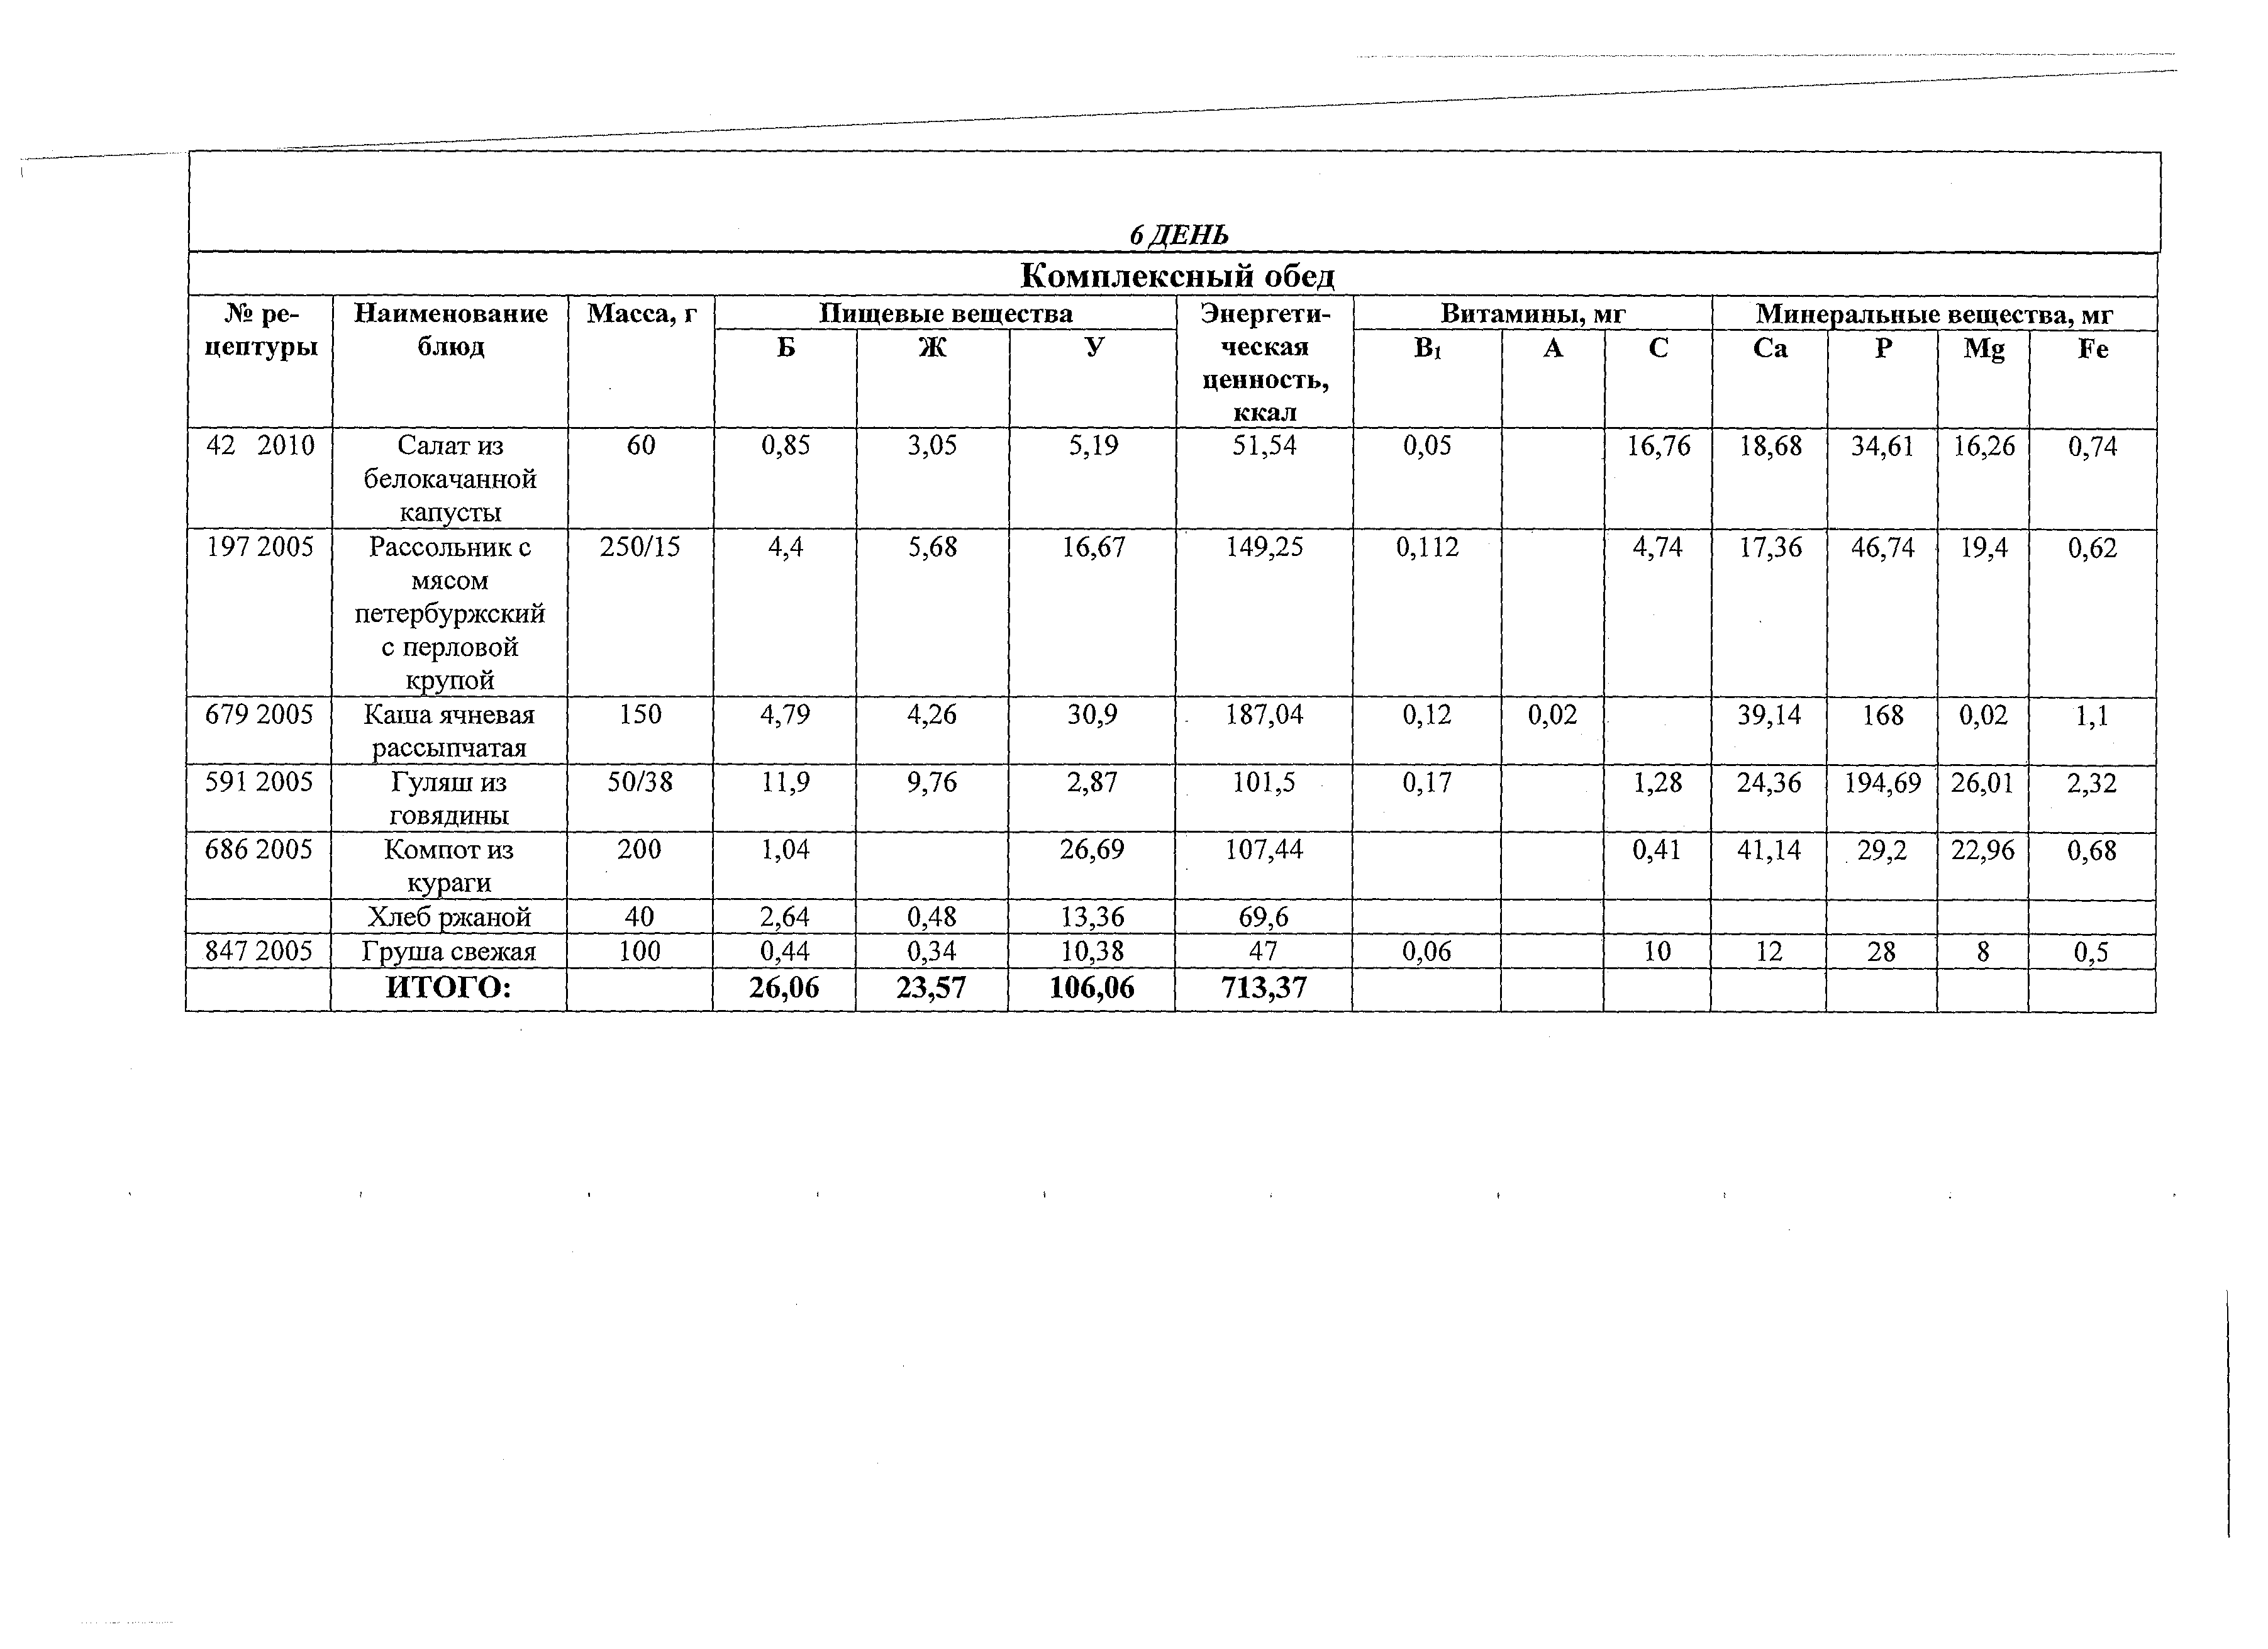 6 ДЕНЬ
Комплексный обед
№ ре- Наименование Масса, г Пищевые вещества Энергети- Витамины, мг Минеральные вещества, мг
цептуры блюд Б Ж У ческая B1 А С Са Р Mg Fe
ценность,
ккал
42 2010 Салат из 60 0,85 3,05 5,19 51,54 0,05 16,76 18,68 34,61 16,26 0,74
белокачанной
капусты
197 2005 Рассольник с 250/15 4,4 5,68 16,67 149,25 0,112 4,74 17,36 46,74 19,4 0,62
мясом
петербуржский
с перловой
крупой
679 2005 Каша ячневая 150 4,79 4,26 30,9 187,04 0,12 0,02 39,14 168 0,02 1,1
рассыпчатая
591 2005 Гуляш из 50/38 11,9 9,76 2,87 101,5 0,17 1,28 24,36 194,69 26,01 2,32
говядины
686 2005 Компот из 200 1,04 26,69 107,44 0,41 41,14 29,2 22,96 0,68
кураги
Хлеб ржаной 40 2,64 0,48 13,36 69,6
847 2005 Груша свежая 100 0,44 0,34 10,38 47 0,06 10 12 28 8 0,5
ИТОГО: 26,06 23,57 106,06 713,37